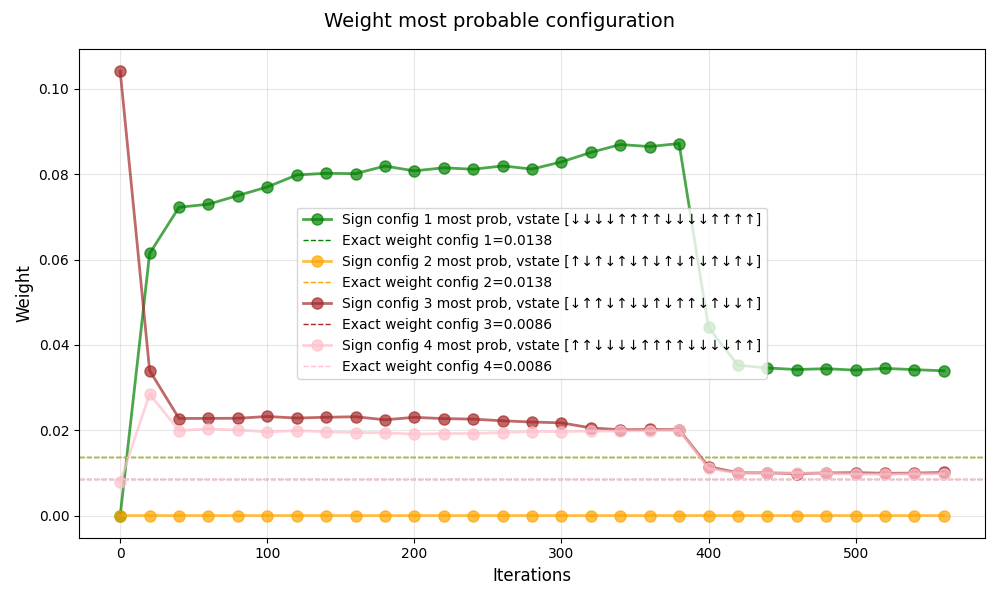 Weight most probable configuration
Weight
0.10
0.08
0.06
0.04
0.02
0.00
Sign config 1 most prob, vstate [↓↓↓↓↑↑↑↑↓↓↓↓↑↑↑↑]
Exact weight config 1=0.0138
Sign config 2 most prob, vstate [↑↓↑↓↑↓↑↓↑↓↑↓↑↓↑↓]
Exact weight config 2=0.0138
Sign config 3 most prob, vstate [↓↑↑↓↑↓↓↑↓↑↑↓↑↓↓↑]
Exact weight config 3=0.0086
Sign config 4 most prob, vstate [↑↑↓↓↓↓↑↑↑↑↓↓↓↓↑↑]
Exact weight config 4=0.0086
0 100 200 300 400 500
Iterations